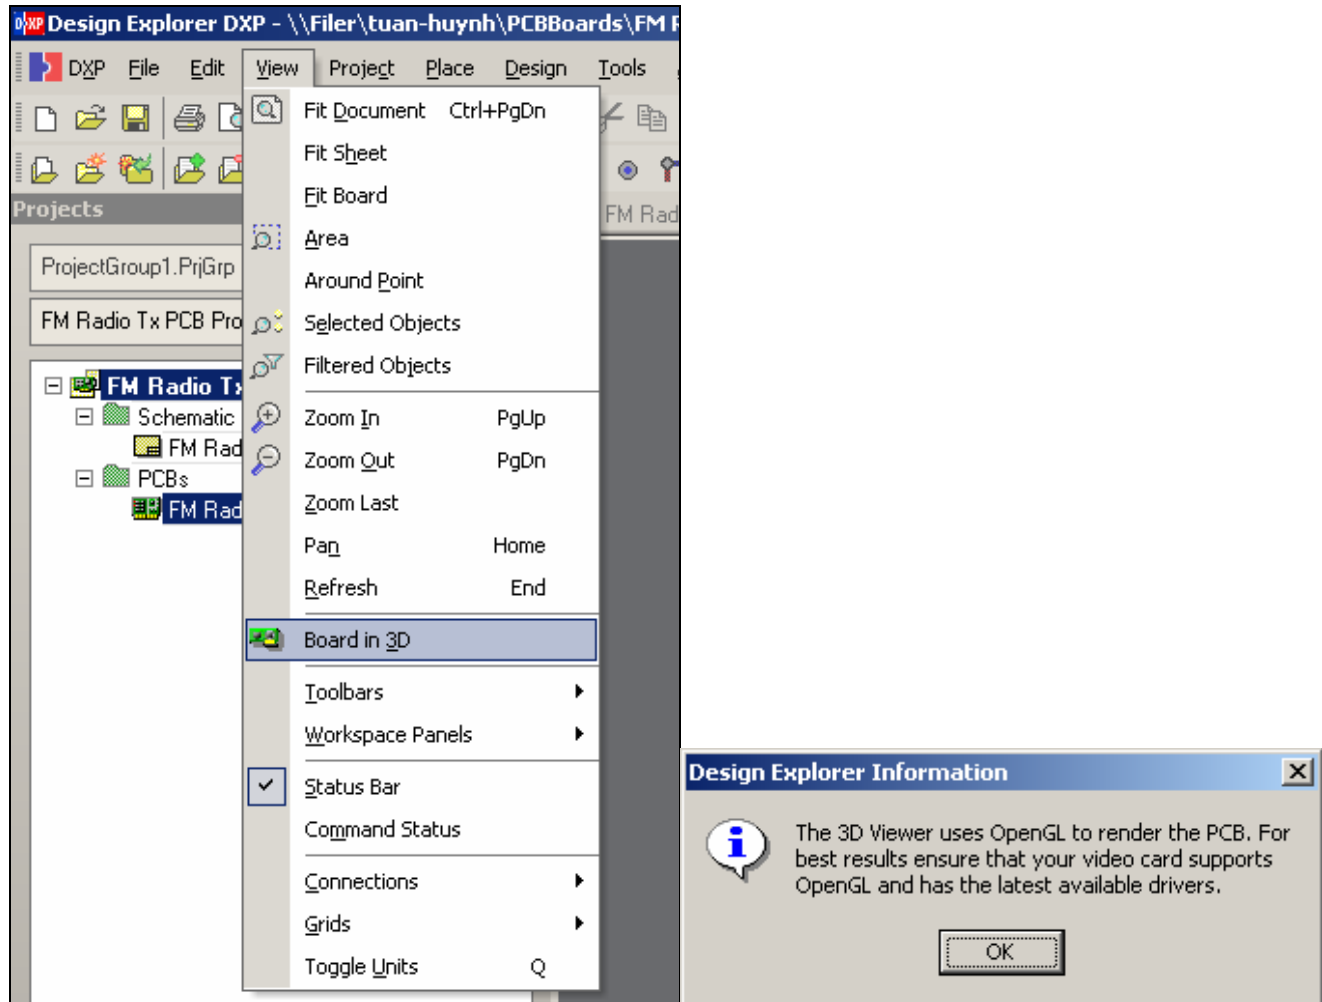 Design Explorer DXP - \\Filer\tuan-huynh\PCBBoards\FM
DXP File Edit View Project Place Design Tools
Projects
FM Rad
ProjectGroup1.PrjGrp
FM Radio Tx PCB Pro
FM Radio Tx
Schematic
FM Rad
PCBs
FM Rad
Fit Document Ctrl+PgDn
Fit Sheet
Fit Board
Area
Around Point
Selected Objects
Filtered Objects
Zoom In PgUp
Zoom Out PgDn
Zoom Last
Pan Home
Refresh End
Board in 3D
Toolbars
Workspace Panels
Status Bar
Command Status
Connections
Grids
Toggle Units Q
Design Explorer Information
The 3D Viewer uses OpenGL to render the PCB. For
best results ensure that your video card supports
OpenGL and has the latest available drivers.
OK